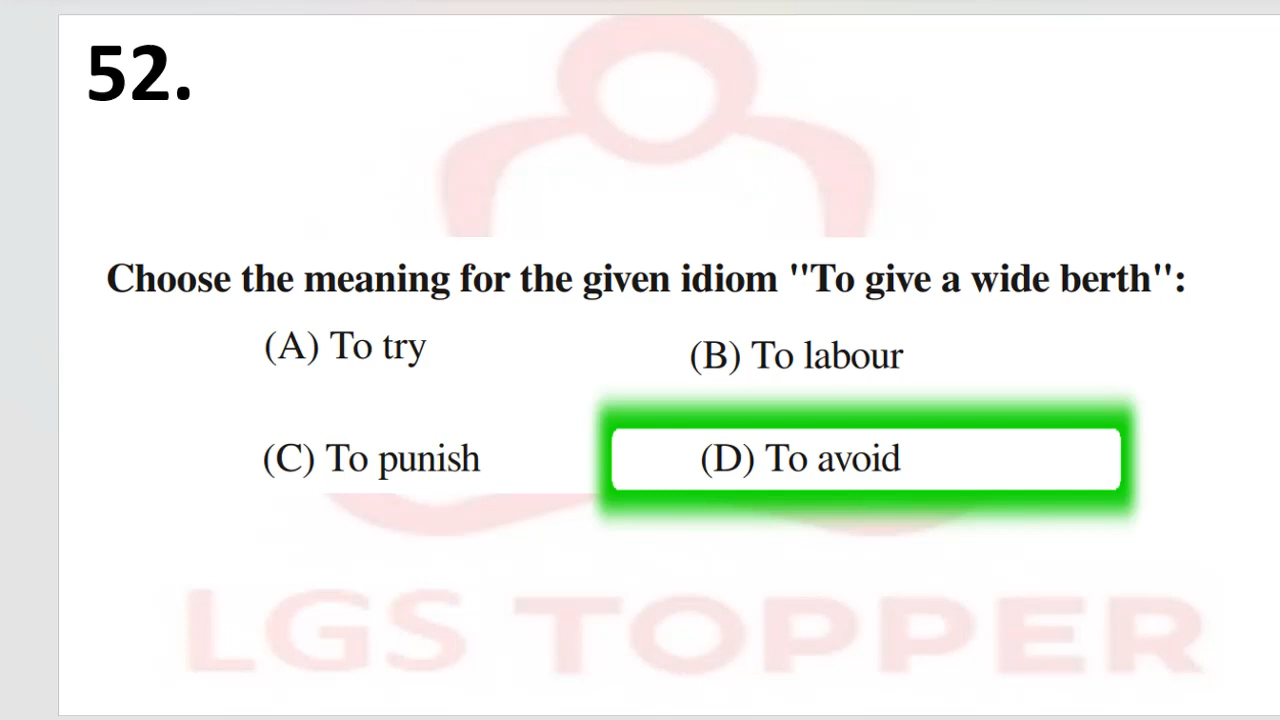 52.
Choose the meaning for the given idiom "To give a wide berth":
(A) To try (B) To labour
(C) To punish (D) To avoid
LGS TOPPER